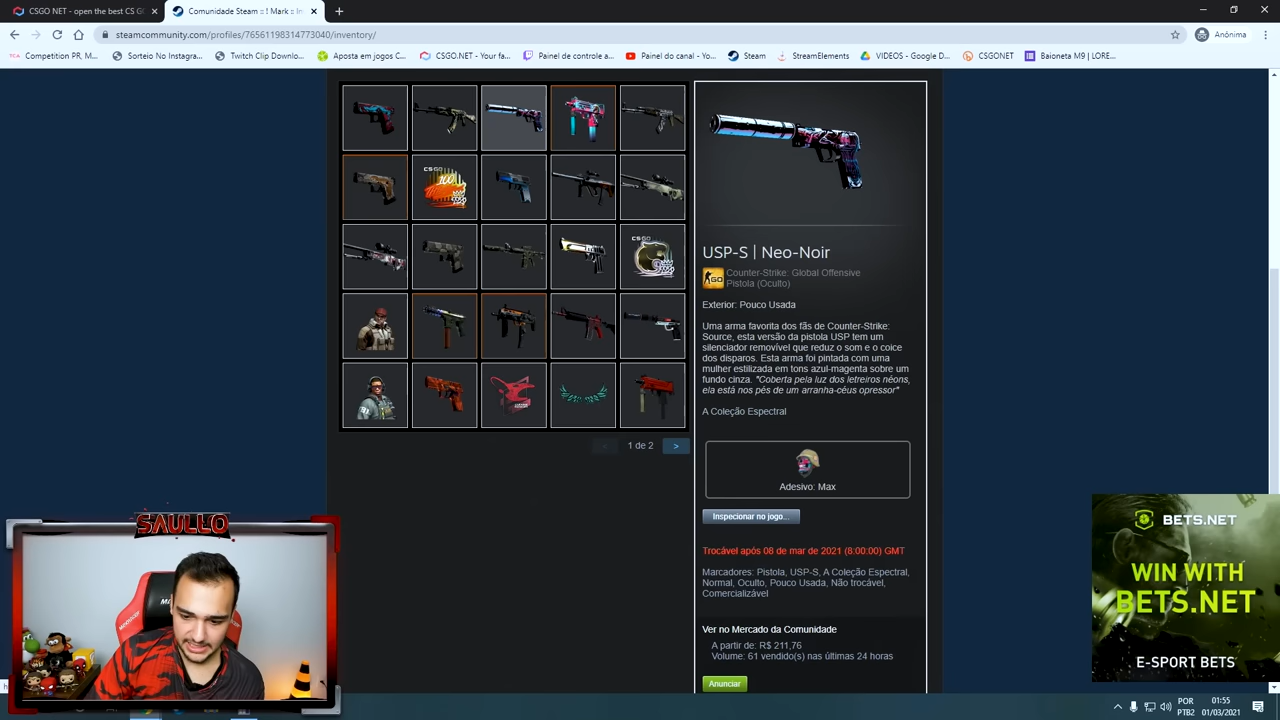 CSGO NET - open the best CS G
Comunidade Steam :: ! Mark :: In
steamcommunity.com/profiles/76561198314773040/inventory/
Anônima
Competition PR, M...
Sorteio No Instagra...
Twitch Clip Downlo...
Aposta em jogos C...
CSGO.NET - Your fa...
Painel de controle a...
Painel do canal - Yo...
Steam
StreamElements
VIDEOS - Google D...
CSGONET
Baioneta M9 | LORE...
CS:GO
100
CS:GO
1 de 2
>
USP-S | Neo-Noir
Counter-Strike: Global Offensive
Pistola (Oculto)
Exterior: Pouco Usada
Uma arma favorita dos fãs de Counter-Strike:
Source, esta versão da pistola USP tem um
silenciador removível que reduz o som e o coice
dos disparos. Esta arma foi pintada com uma
mulher estilizada em tons azul-magenta sobre um
fundo cinza. "Coberta pela luz dos letreiros néons,
ela está nos pés de um arranha-céus opressor"
A Coleção Espectral
Adesivo: Max
Inspecionar no jogo...
Trocável após 08 de mar de 2021 (8:00:00) GMT
Marcadores: Pistola, USP-S, A Coleção Espectral,
Normal, Oculto, Pouco Usada, Não trocável,
Comercializável
Ver no Mercado da Comunidade
A partir de: R$ 211,76
Volume: 61 vendido(s) nas últimas 24 horas
Anunciar
SAULLO
BETS.NET
WIN WITH
BETS.NET
E-SPORT BETS
POR
PTB2
01:55
01/03/2021